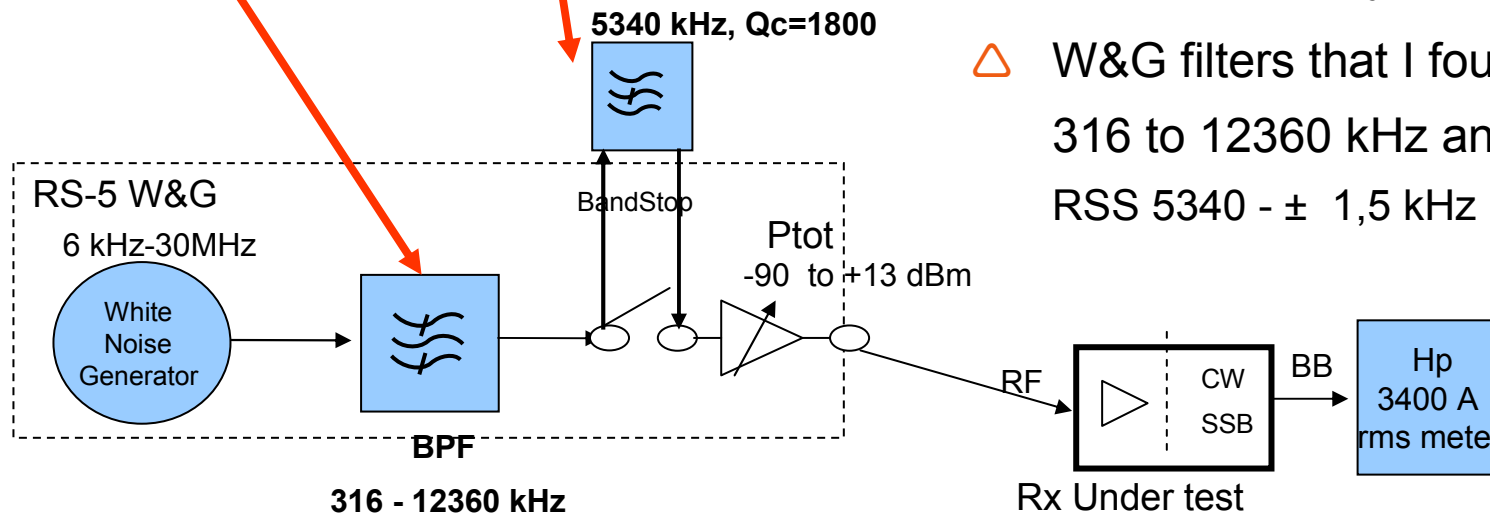 5340 kHz, Qc=1800
W&G filters that I fou
316 to 12360 kHz an
RSS 5340 - ± 1,5 kHz
RS-5 W&G
6 kHz-30MHz
White
Noise
Generator
BandStop
Ptot
-90 to +13 dBm
BPF
316 - 12360 kHz
RF
CW
SSB
BB
Hp
3400 A
rms mete
Rx Under test